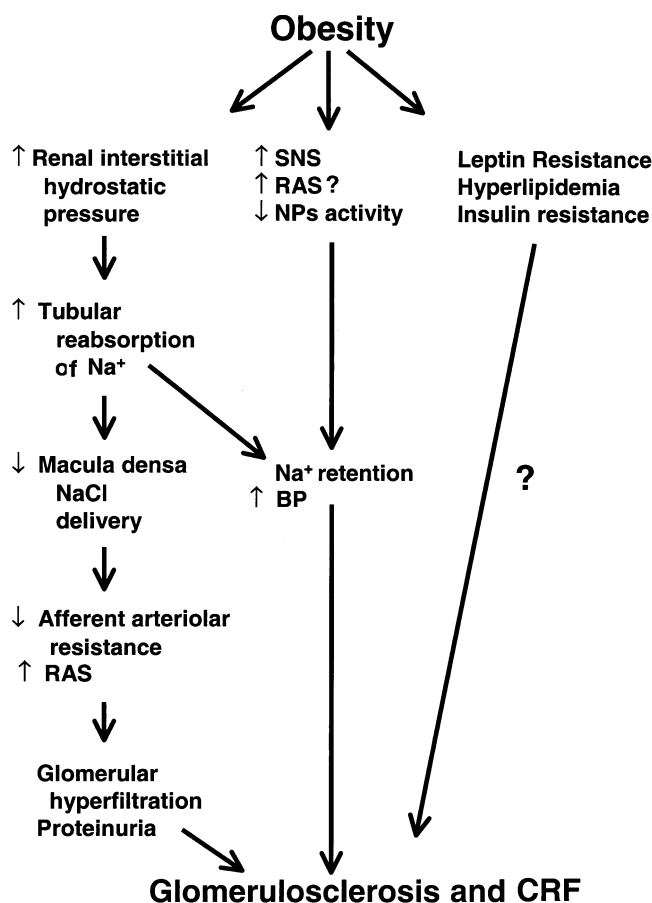 Obesity
↑ Renal interstitial
hydrostatic
pressure
↑ SNS
↑ RAS ?
↓ NPs activity
Leptin Resistance
Hyperlipidemia
Insulin resistance
↑ Tubular
reabsorption
of Na⁺
↓ Macula densa
NaCl
delivery
Na⁺ retention
↑ BP
?
↓ Afferent arteriolar
resistance
↑ RAS
Glomerular
hyperfiltration
Proteinuria
Glomerulosclerosis and CRF